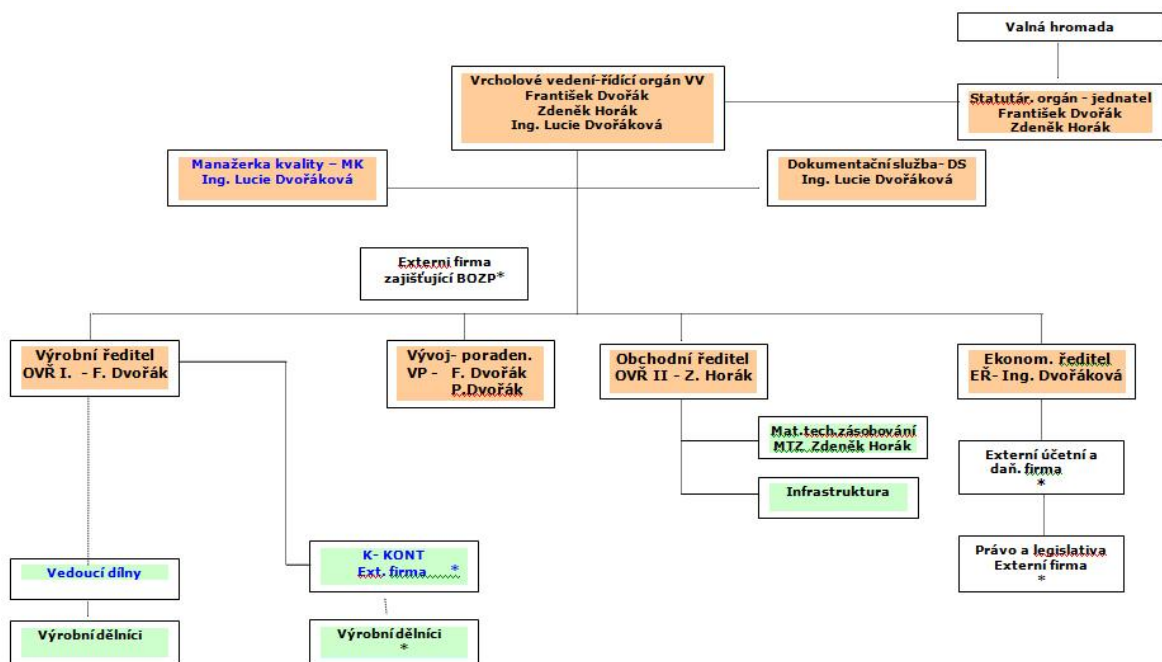 Valná hromada
Vrcholové vedení-řídící orgán VV
František Dvořák
Zdeněk Horák
Ing. Lucie Dvořáková
Statutár. orgán - jednatel
František Dvořák
Zdeněk Horák
Manažerka kvality – MK
Ing. Lucie Dvořáková
Dokumentační služba- DS
Ing. Lucie Dvořáková
Externi firma
zajišťující BOZP*
Výrobní ředitel
OVŘ I. - F. Dvořák
Vývoj- poraden.
VP - F. Dvořák
P.Dvořák
Obchodní ředitel
OVŘ II - Z. Horák
Ekonom. ředitel
EŘ- Ing. Dvořáková
Mat.tech.zásobování
MTZ Zdeněk Horák
Infrastruktura
Externí účetní a
daň. firma
*
Právo a legislativa
Externí firma
*
Vedoucí dílny
K- KONT
Ext. firma *
Výrobní dělníci
Výrobní dělníci
*